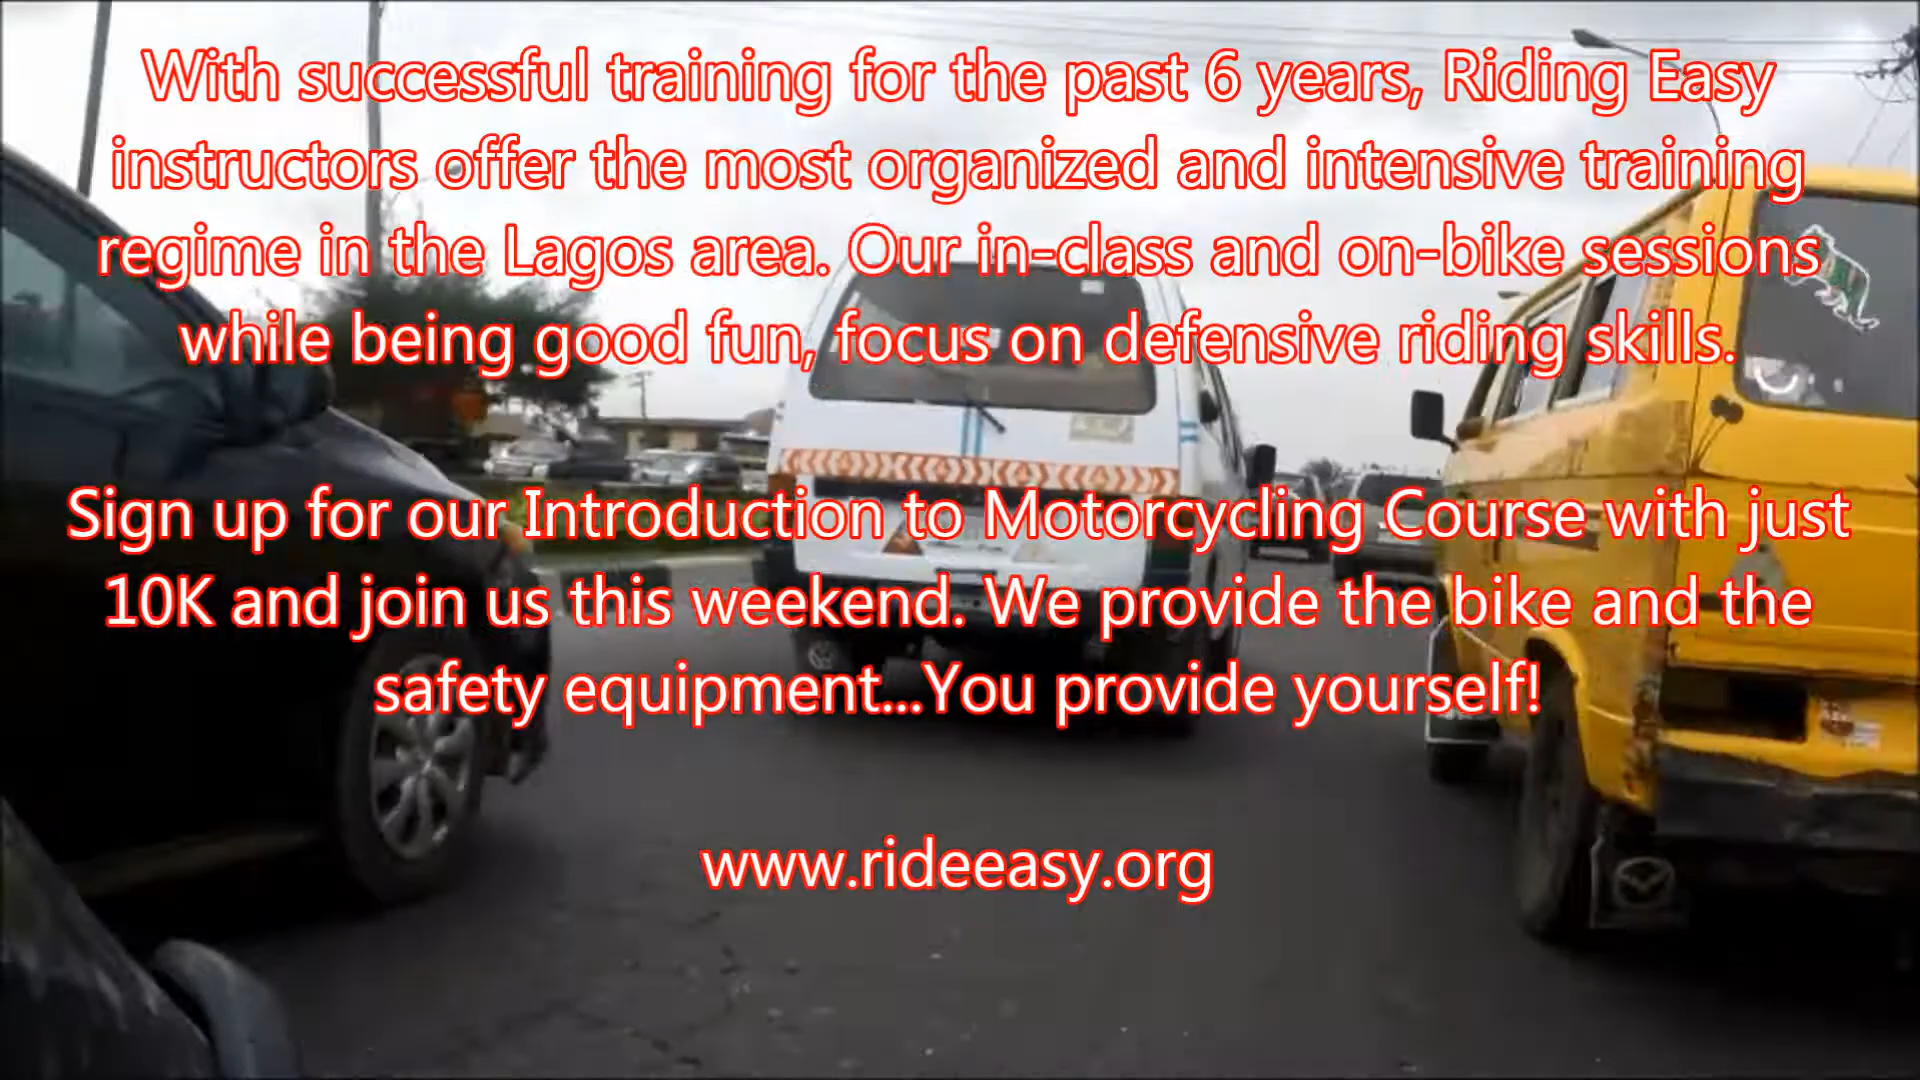 With successful training for the past 6 years, Riding Easy
instructors offer the most organized and intensive training
regime in the Lagos area. Our in-class and on-bike sessions
while being good fun, focus on defensive riding skills.
Sign up for our Introduction to Motorcycling Course with just
10K and join us this weekend. We provide the bike and the
safety equipment...You provide yourself!
www.rideeasy.org